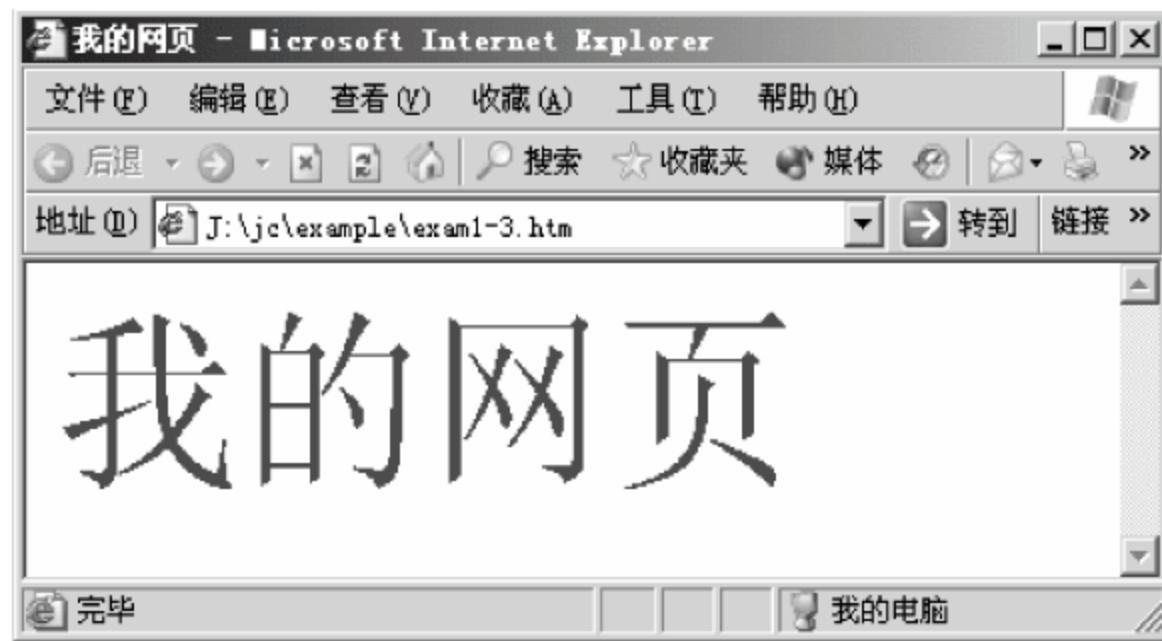 我的网页 - Microsoft Internet Explorer
文件(F) 编辑(E) 查看(V) 收藏(A) 工具(T) 帮助(H)
后退 搜索 收藏夹 媒体 »
地址(D) J:\jc\example\exam1-3.htm 转到 链接 »
我的网页
完毕 我的电脑